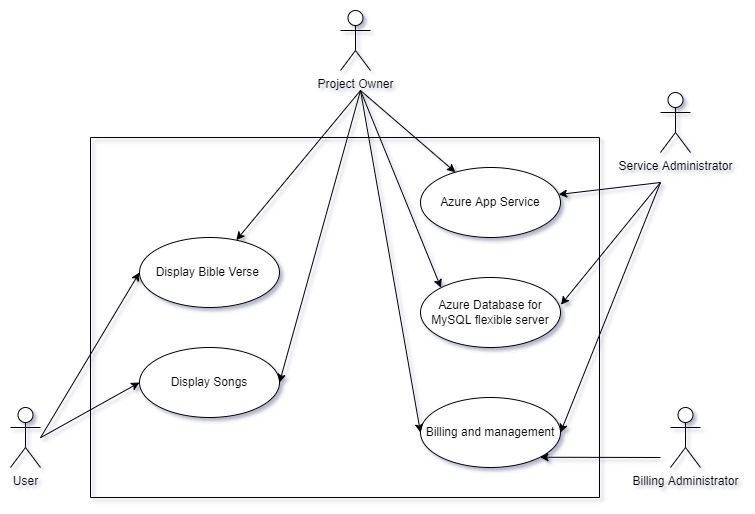 Project Owner
Service Administrator
Azure App Service
Display Bible Verse
Azure Database for
MySQL flexible server
Display Songs
Billing and management
User
Billing Administrator